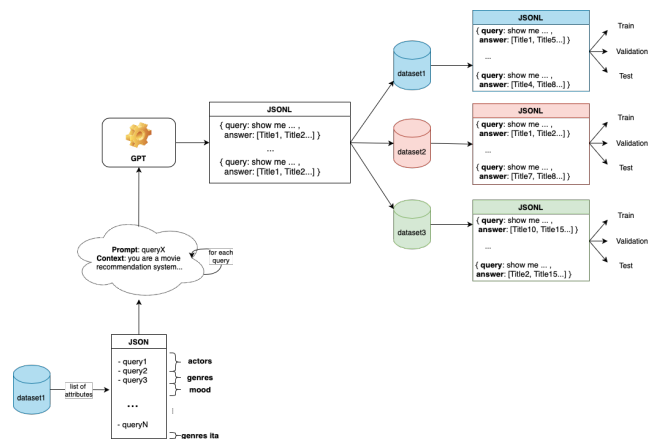 JSONL
{ query: show me ... ,
answer: [Title1, Title5...] }
...
{ query: show me ... ,
answer: [Title4, Title8...] }
Train
Validation
Test
dataset1
GPT
JSONL
{ query: show me ... ,
answer: [Title1, Title2...] }
...
{ query: show me ... ,
answer: [Title1, Title2...] }
dataset2
JSONL
{ query: show me ... ,
answer: [Title1, Title2...] }
...
{ query: show me ... ,
answer: [Title7, Title8...] }
Train
Validation
Test
dataset3
JSONL
{ query: show me ... ,
answer: [Title10, Title15...] }
...
{ query: show me ... ,
answer: [Title2, Title15...] }
Train
Validation
Test
Prompt: queryX
Context: you are a movie
recommendation system...
for each
query
dataset1
list of
attributes
JSON
- query1
- query2
- query3
...
- queryN
actors
genres
mood
genres ita